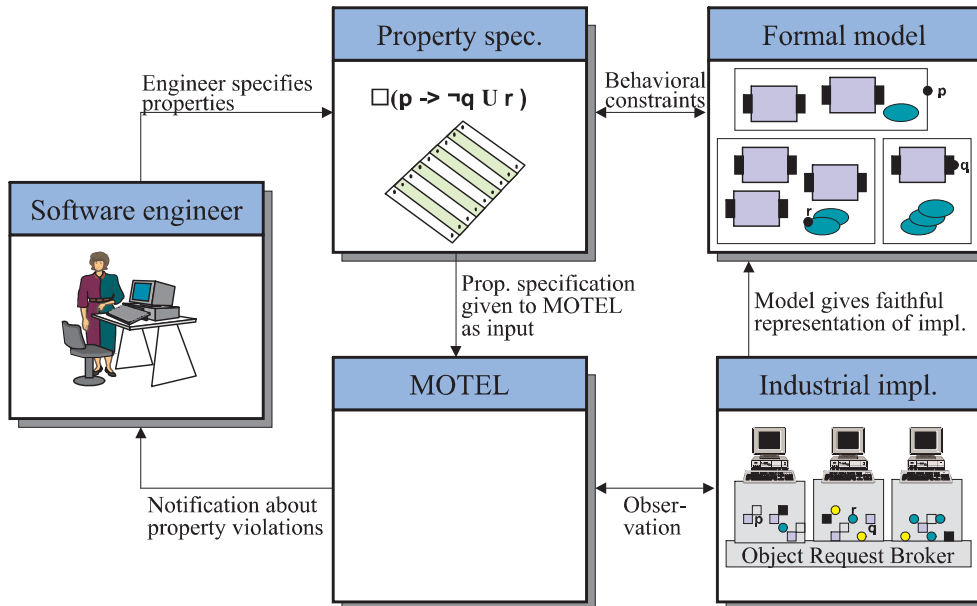 Property spec.
Formal model
Engineer specifies
properties
□(p -> ¬q U r )
Behavioral
constraints
p
q
r
Software engineer
Prop. specification
given to MOTEL
as input
Model gives faithful
representation of impl.
MOTEL
Industrial impl.
Notification about
property violations
Obser-
vation
p
r
q
Object Request Broker